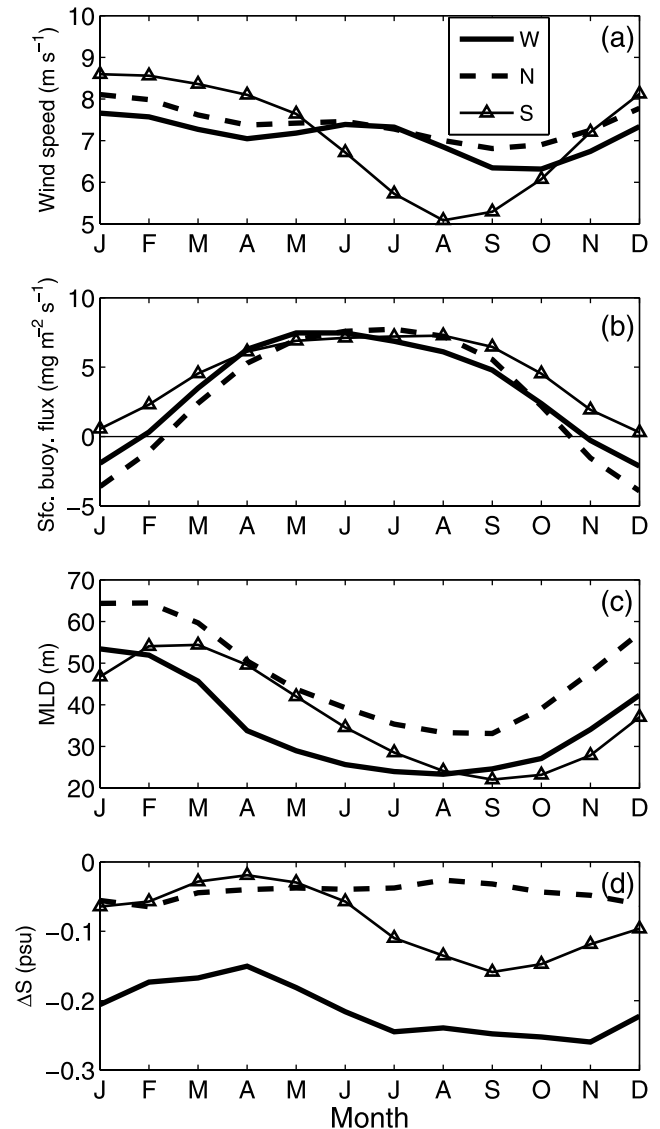 (a)
W
N
S
Wind speed (m s⁻¹)
10
9
8
7
6
5
J F M A M J J A S O N D
(b)
Sfc. buoy. flux (mg m⁻² s⁻¹)
10
5
0
−5
J F M A M J J A S O N D
(c)
MLD (m)
70
60
50
40
30
20
J F M A M J J A S O N D
(d)
ΔS (psu)
0
−0.1
−0.2
−0.3
J F M A M J J A S O N D
Month